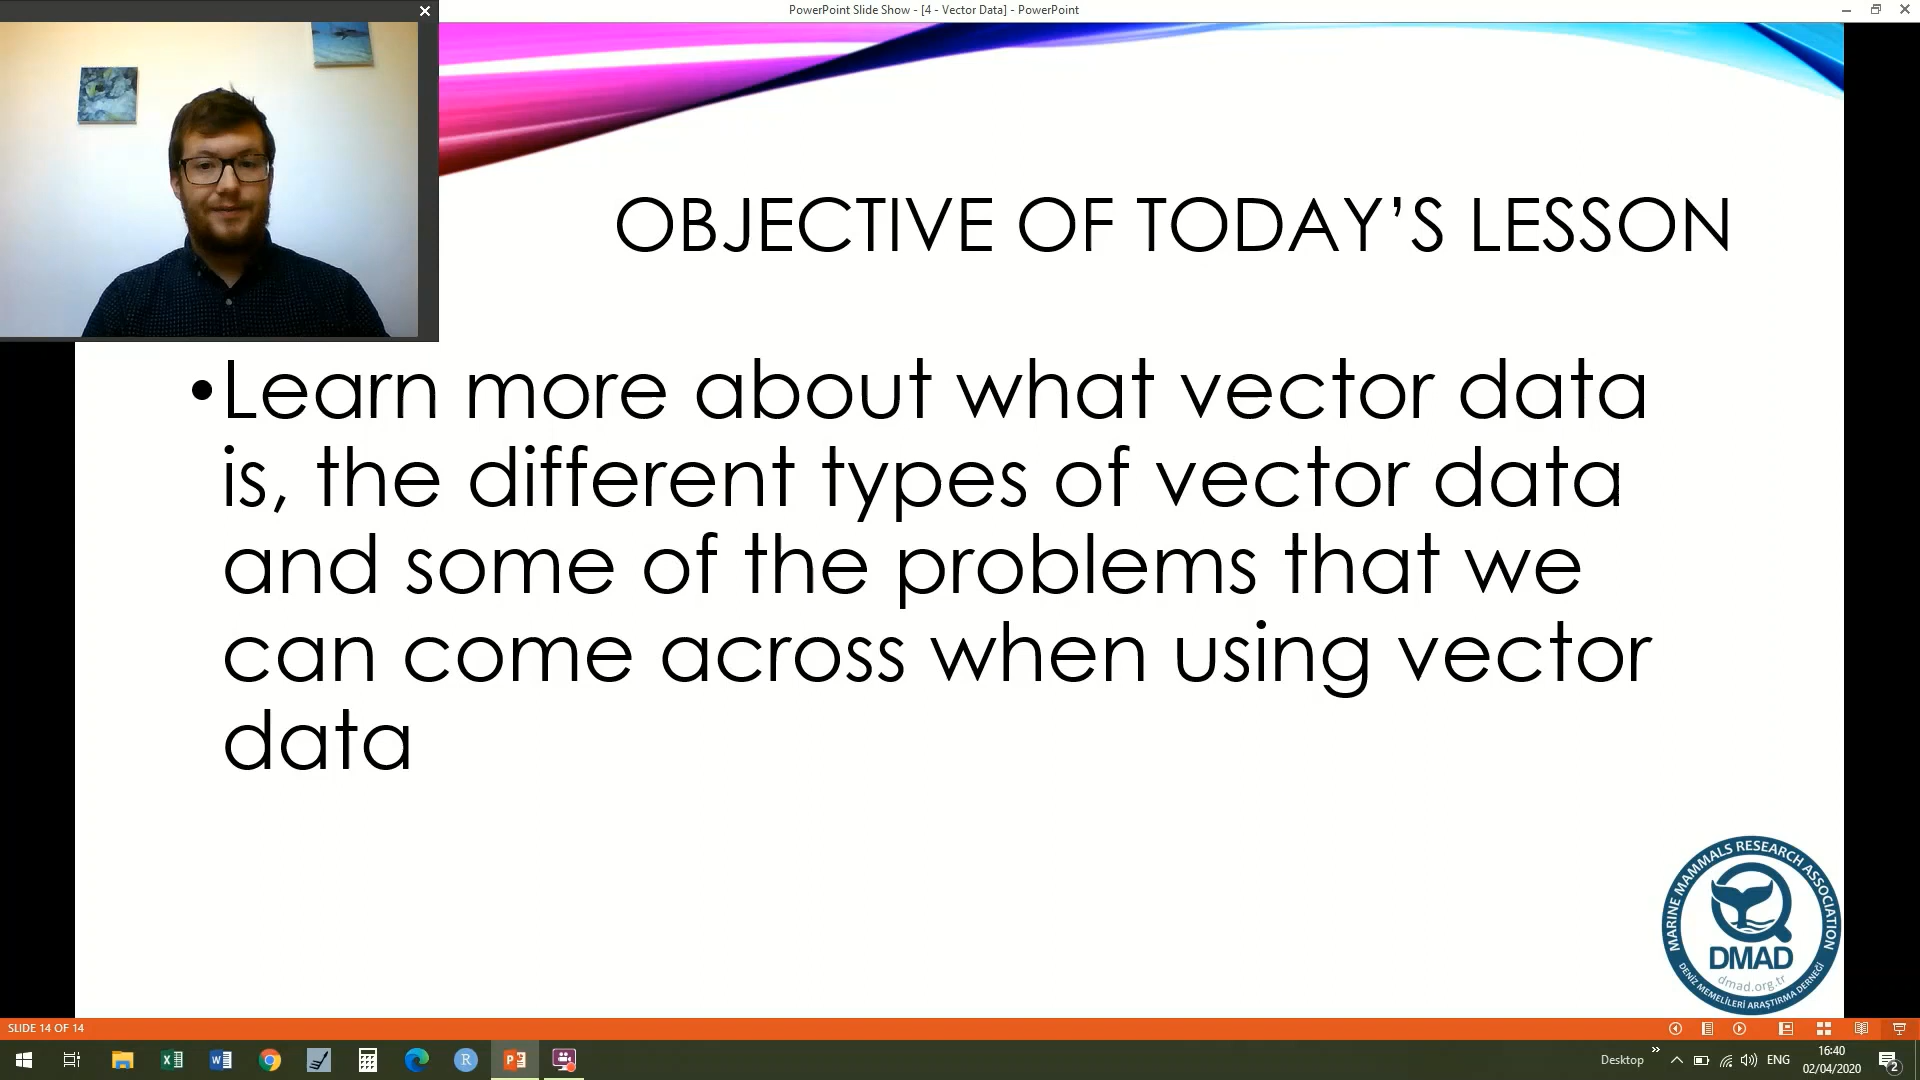 PowerPoint Slide Show - [4 - Vector Data] - PowerPoint
OBJECTIVE OF TODAY’S LESSON
•Learn more about what vector data
is, the different types of vector data
and some of the problems that we
can come across when using vector
data
MARINE MAMMALS RESEARCH ASSOCIATION
DMAD
dmad.org.tr
DENİZ MEMELİLERİ ARAŞTIRMA DERNEĞİ
SLIDE 14 OF 14
Desktop
ENG
16:40
02/04/2020
2